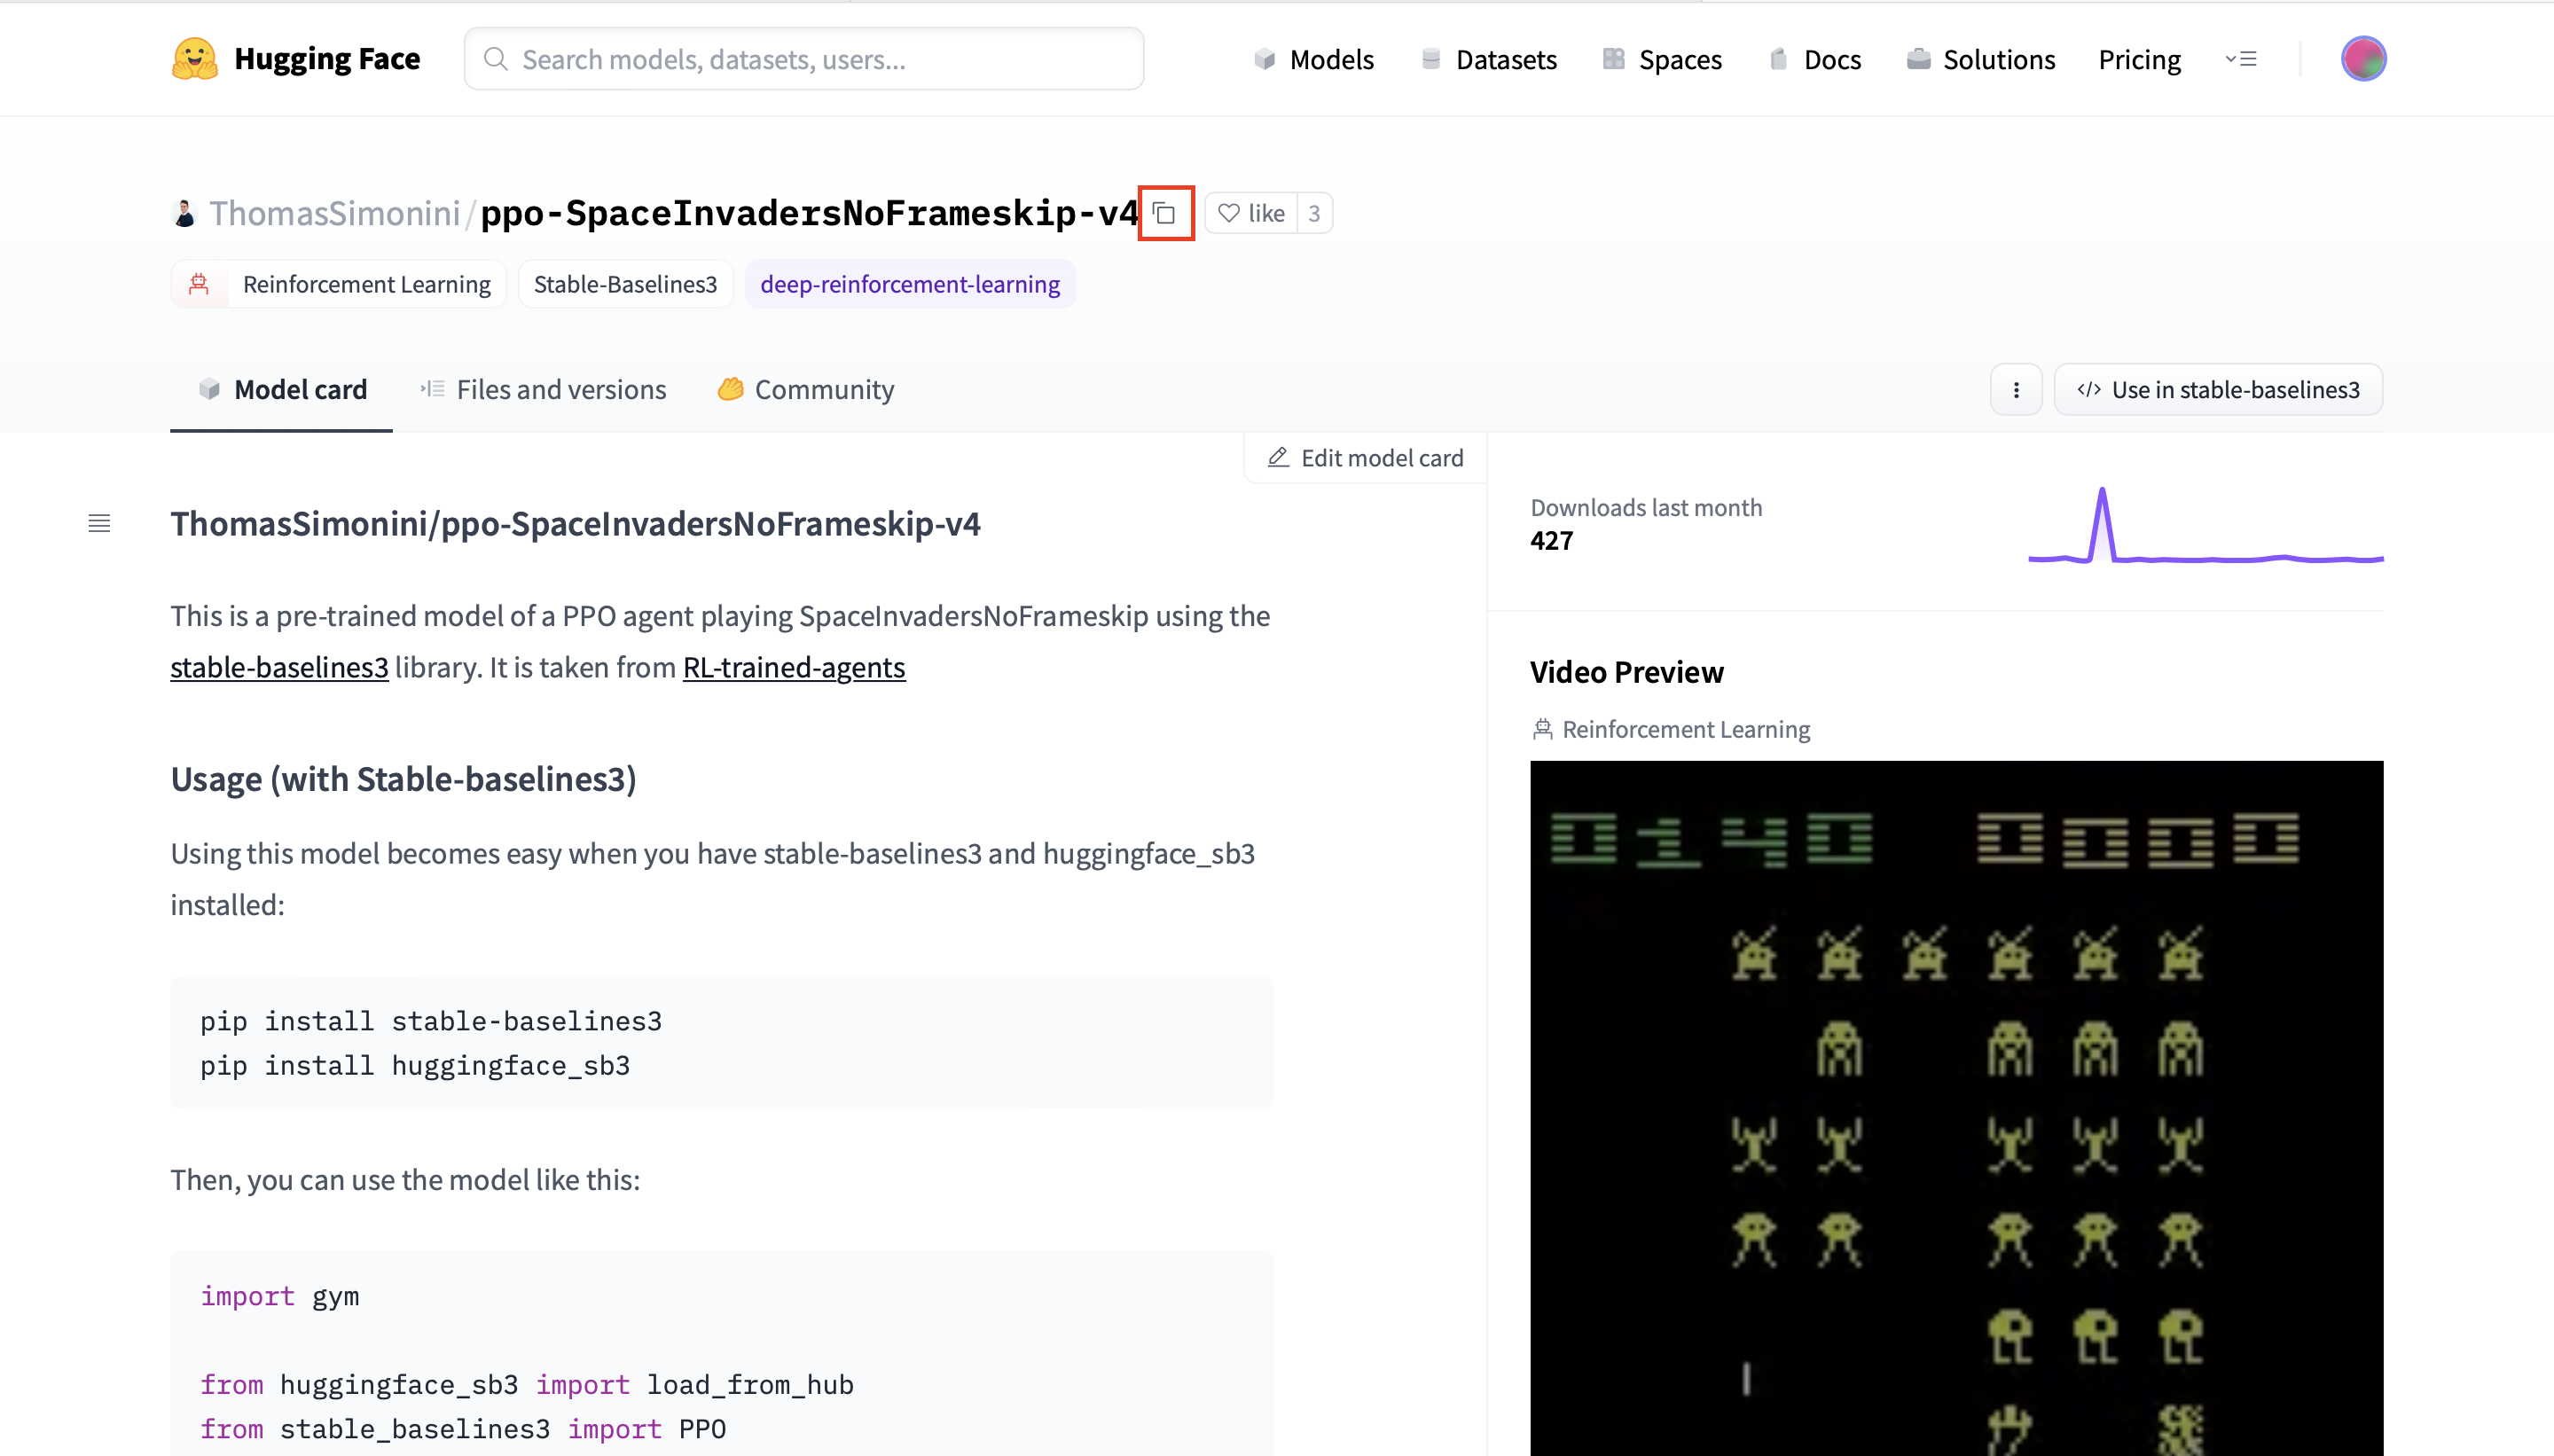 Hugging Face
Search models, datasets, users...
Models
Datasets
Spaces
Docs
Solutions
Pricing
ThomasSimonini/ppo-SpaceInvadersNoFrameskip-v4
like 3
Reinforcement Learning
Stable-Baselines3
deep-reinforcement-learning
Model card
Files and versions
Community
</> Use in stable-baselines3
Edit model card
ThomasSimonini/ppo-SpaceInvadersNoFrameskip-v4
This is a pre-trained model of a PPO agent playing SpaceInvadersNoFrameskip using the
stable-baselines3 library. It is taken from RL-trained-agents
Usage (with Stable-baselines3)
Using this model becomes easy when you have stable-baselines3 and huggingface_sb3
installed:
pip install stable-baselines3
pip install huggingface_sb3
Then, you can use the model like this:
import gym
from huggingface_sb3 import load_from_hub
from stable_baselines3 import PPO
Downloads last month
427
Video Preview
Reinforcement Learning
0140 0000